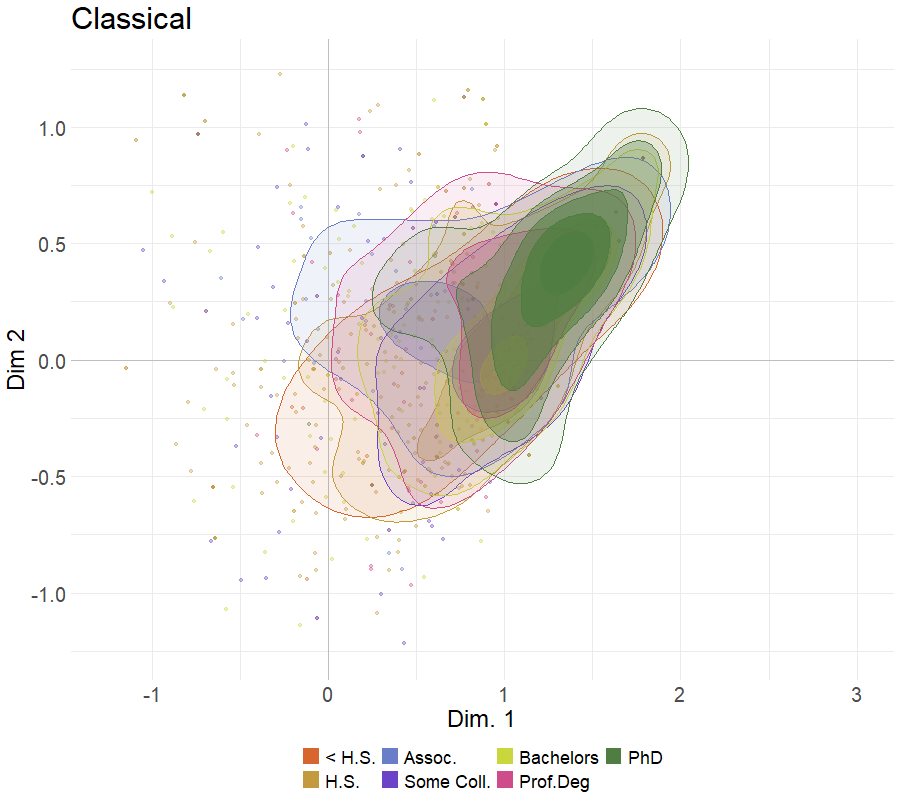 Classical
1.0
0.5
0.0
-0.5
-1.0
Dim 2
-1 0 1 2 3
Dim. 1
< H.S. Assoc. Bachelors PhD
H.S. Some Coll. Prof.Deg